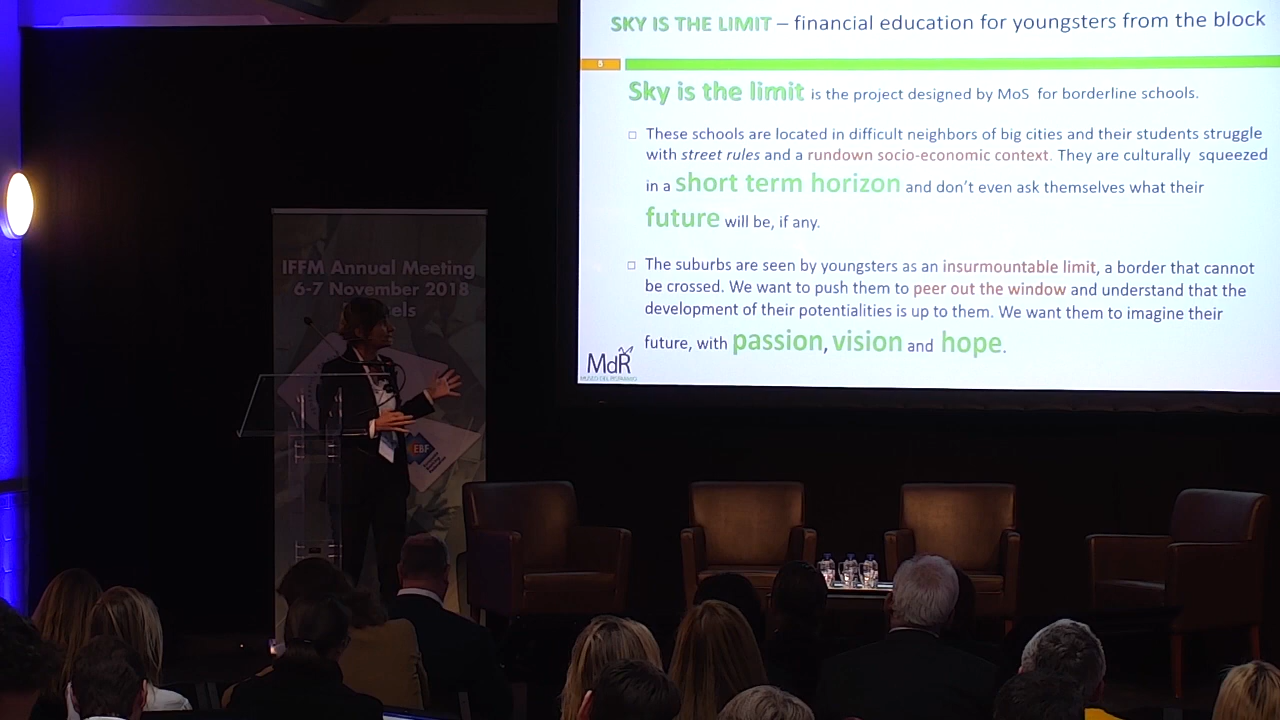 SKY IS THE LIMIT – financial education for youngsters from the block
5
Sky is the limit is the project designed by MoS for borderline schools.
□ These schools are located in difficult neighbors of big cities and their students struggle
with street rules and a rundown socio-economic context. They are culturally squeezed
in a short term horizon and don't even ask themselves what their
future will be, if any.
□ The suburbs are seen by youngsters as an insurmountable limit, a border that cannot
be crossed. We want to push them to peer out the window and understand that the
development of their potentialities is up to them. We want them to imagine their
future, with passion, vision and hope.
MdR
MUSEO DEL RISPARMIO
IFFM Annual Meeting
6-7 November 2018
EBF